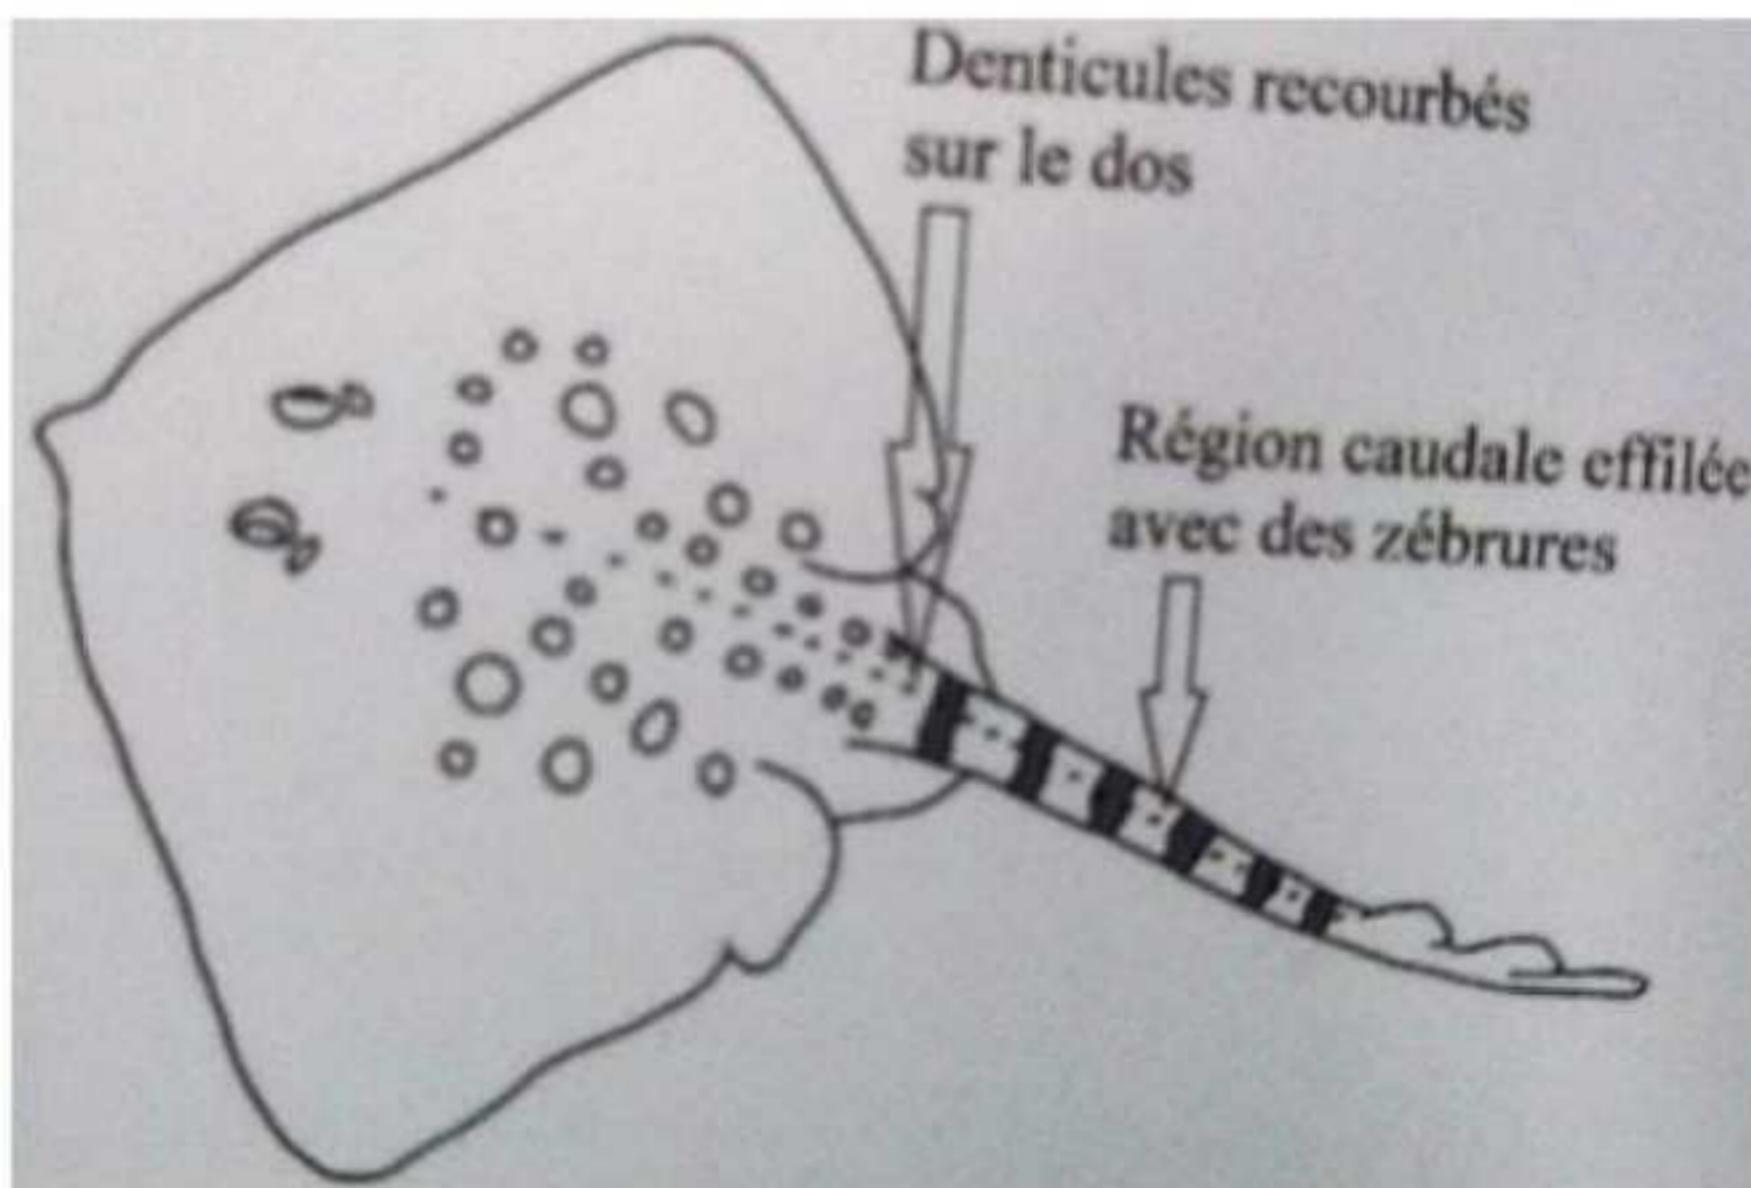 Denticules recourbés
sur le dos
Région caudale effilée
avec des zébrures